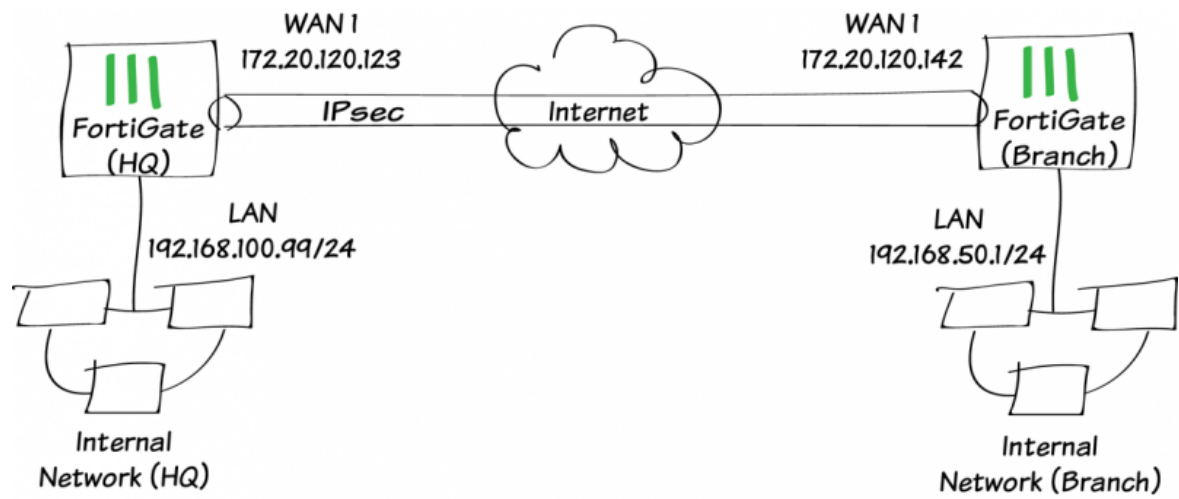 WAN 1
172.20.120.123
WAN 1
172.20.120.142
FortiGate
(HQ)
IPsec
Internet
FortiGate
(Branch)
LAN
192.168.100.99/24
LAN
192.168.50.1/24
Internal
Network (HQ)
Internal
Network (Branch)